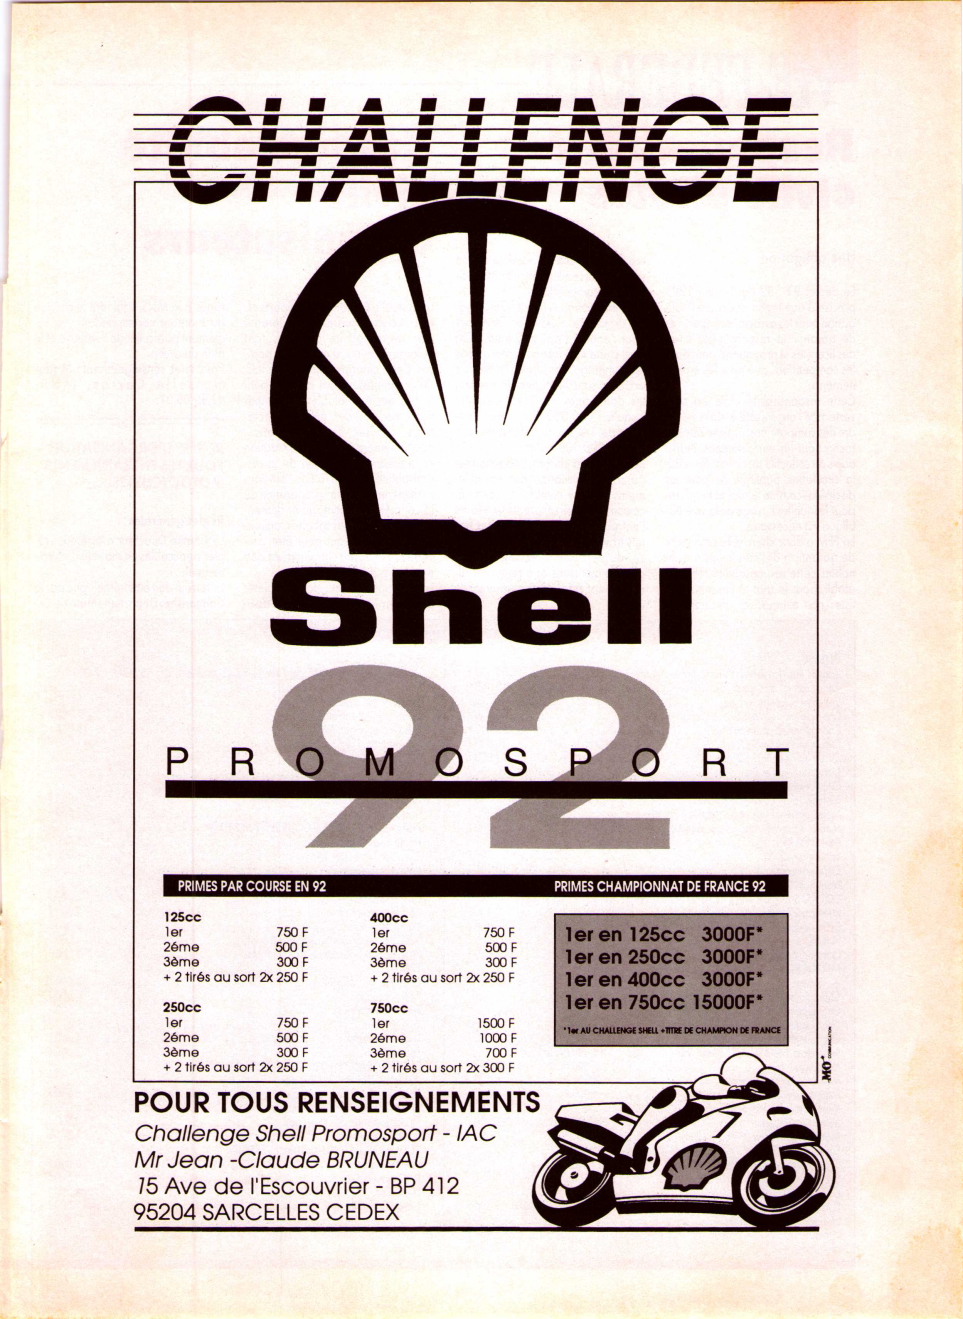 CHALLENGE
Shell
92
PROMOSPORT
PRIMES PAR COURSE EN 92
125cc
1er 750 F
2éme 500 F
3ème 300 F
+ 2 tirés au sort 2x 250 F
250cc
1er 750 F
2éme 500 F
3ème 300 F
+ 2 tirés au sort 2x 250 F
400cc
1er 750 F
2éme 500 F
3ème 300 F
+ 2 tirés au sort 2x 250 F
750cc
1er 1500 F
2éme 1000 F
3ème 700 F
+ 2 tirés au sort 2x 300 F
PRIMES CHAMPIONNAT DE FRANCE 92
1er en 125cc 3000F*
1er en 250cc 3000F*
1er en 400cc 3000F*
1er en 750cc 15000F*
*1er AU CHALLENGE SHELL +TITRE DE CHAMPION DE FRANCE
MO* COMMUNICATION
POUR TOUS RENSEIGNEMENTS
Challenge Shell Promosport - IAC
Mr Jean -Claude BRUNEAU
15 Ave de l'Escouvrier - BP 412
95204 SARCELLES CEDEX